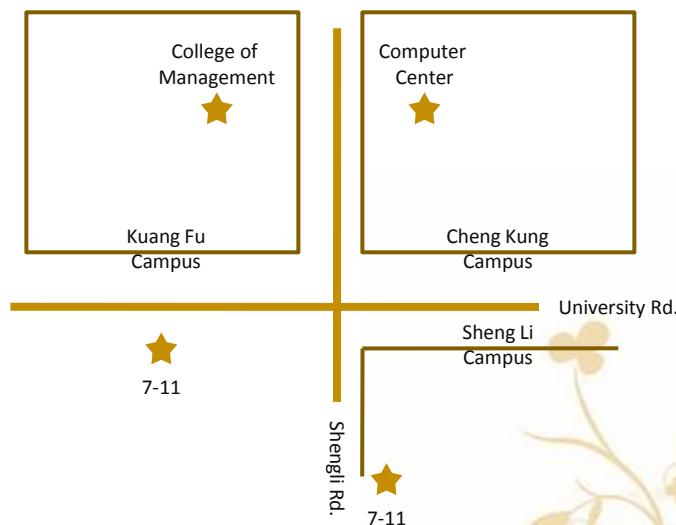 College of
Management
Computer
Center
Kuang Fu
Campus
Cheng Kung
Campus
University Rd.
Sheng Li
Campus
7-11
Shengli Rd.
7-11